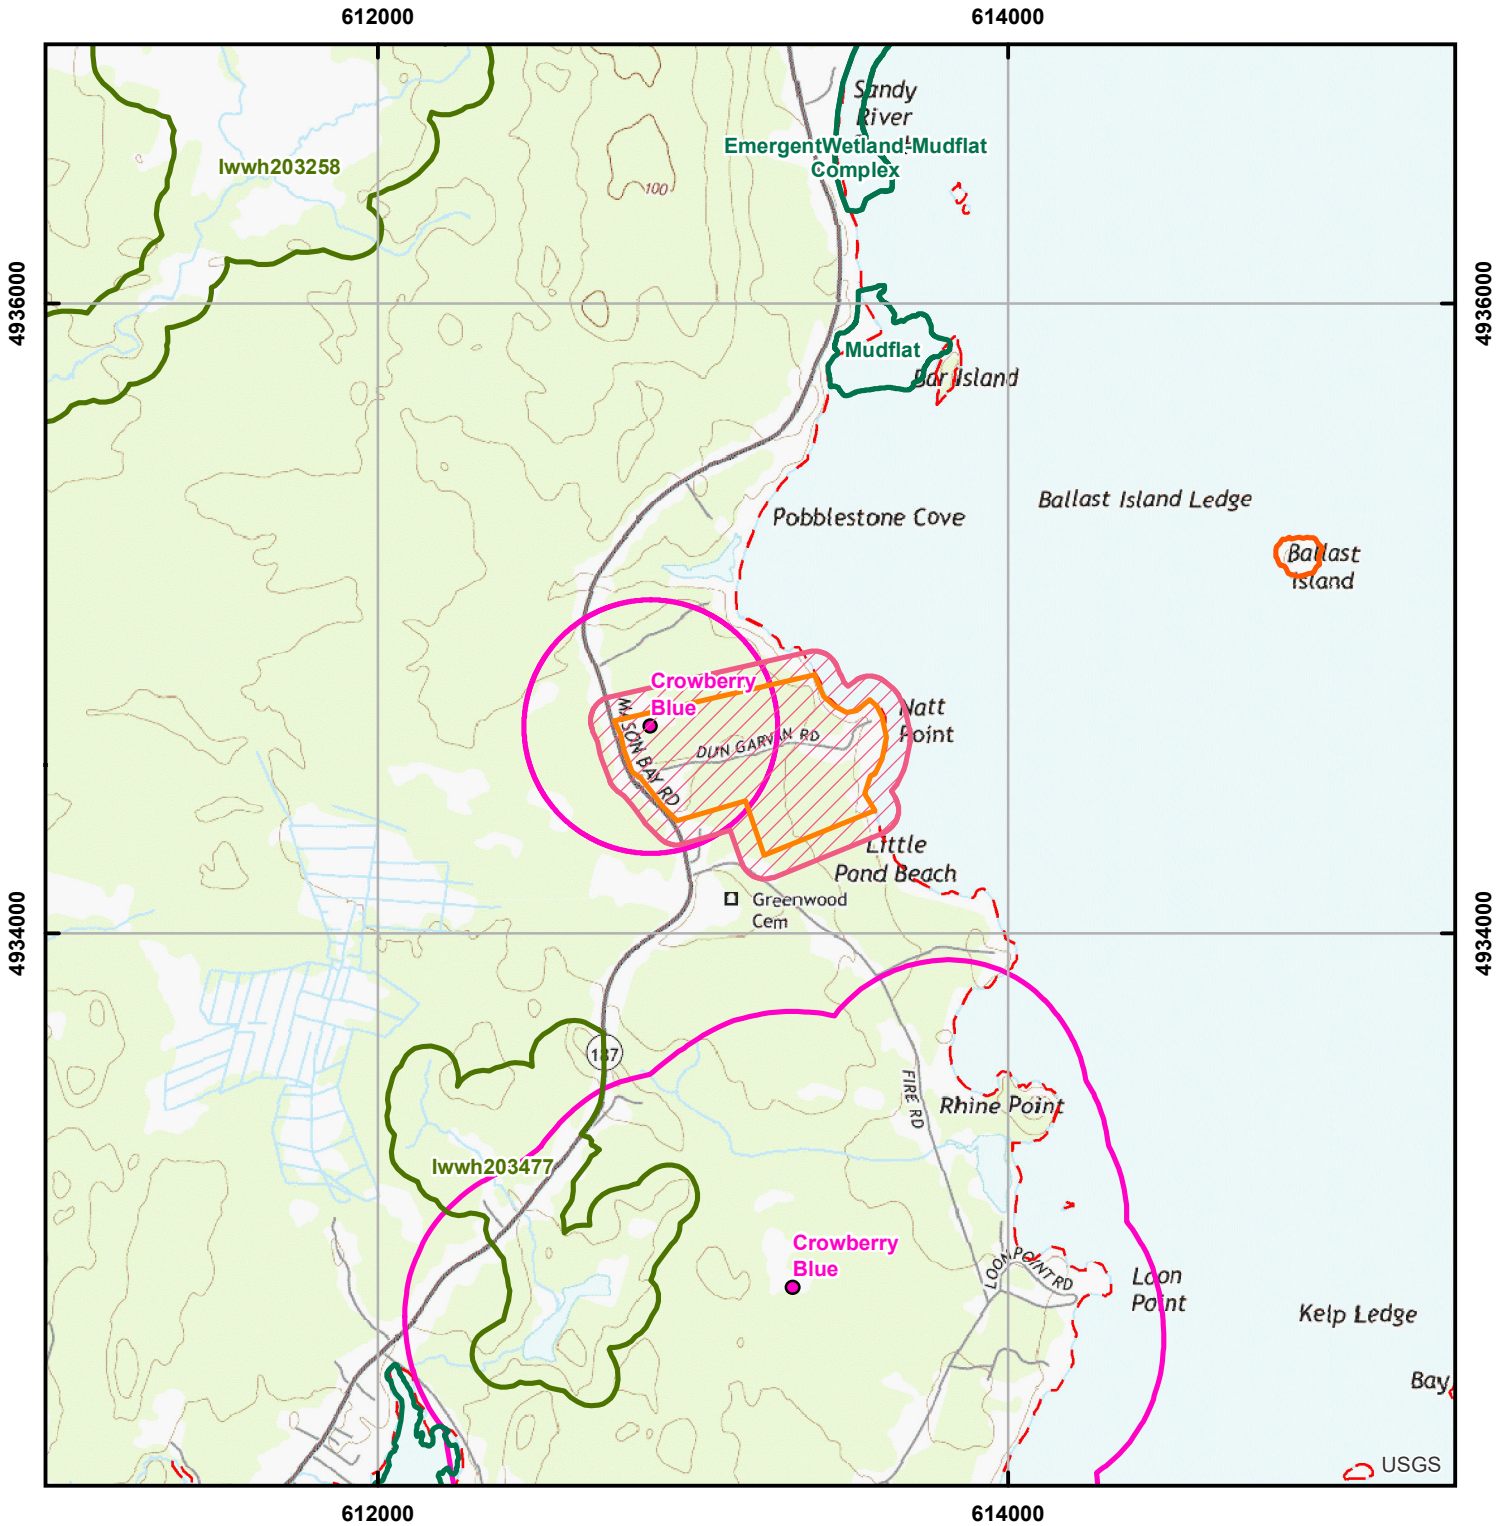 612000
614000
Sandy
River
EmergentWetland-Mudflat
Complex
Iwwh203258
100
4936000
4936000
Mudflat
Bar Island
Ballast Island Ledge
Pobblestone Cove
Ballast
Island
Crowberry
Blue
Natt
Point
MASON BAY RD
DUN GARVAN RD
Little
Pond Beach
Greenwood
Cem
4934000
4934000
187
FIRE RD
Rhine Point
Iwwh203477
Crowberry
Blue
LOON POINT RD
Loon
Point
Kelp Ledge
Bay
USGS
612000
614000